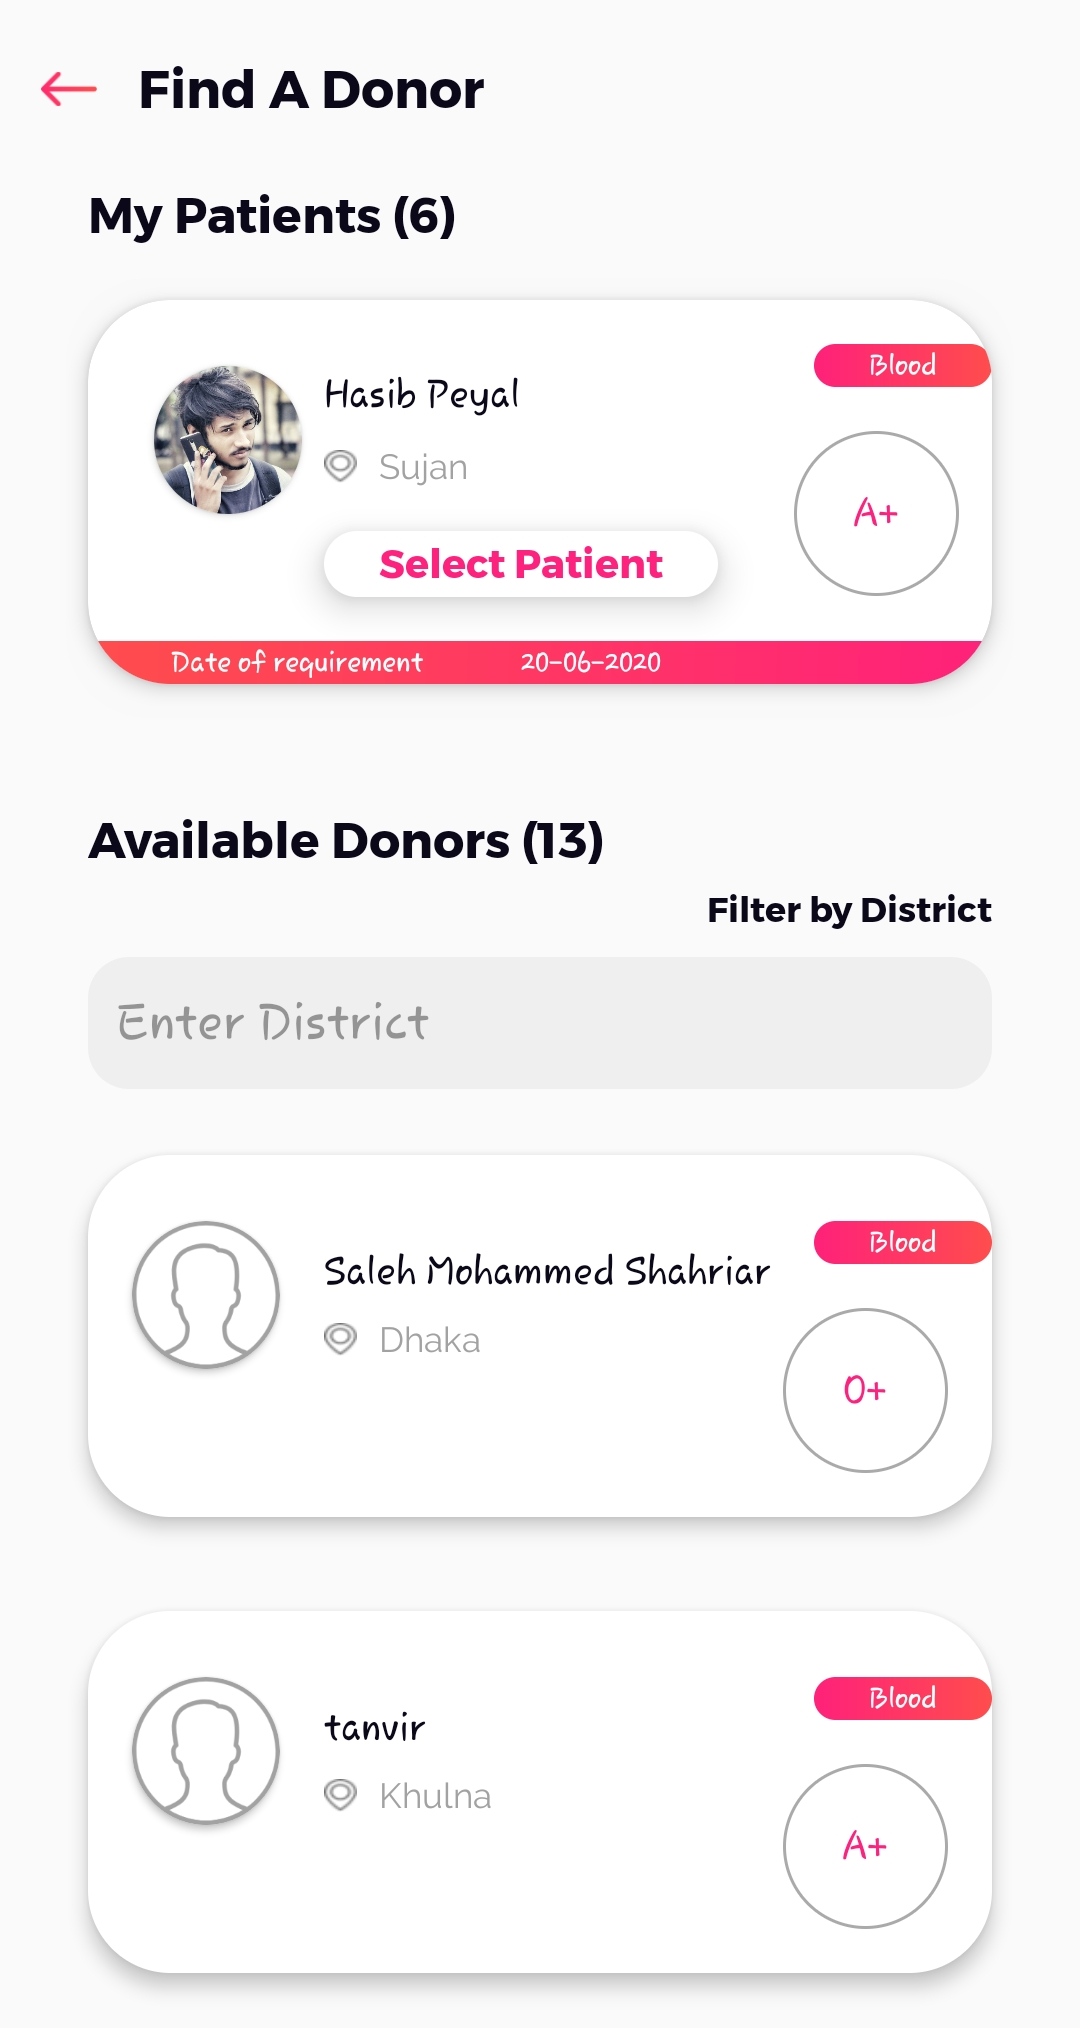 Find A Donor
My Patients (6)
Blood
Hasib Peyal
Sujan
A+
Select Patient
Date of requirement 20-06-2020
Available Donors (13)
Filter by District
Enter District
Blood
Saleh Mohammed Shahriar
Dhaka
O+
Blood
tanvir
Khulna
A+